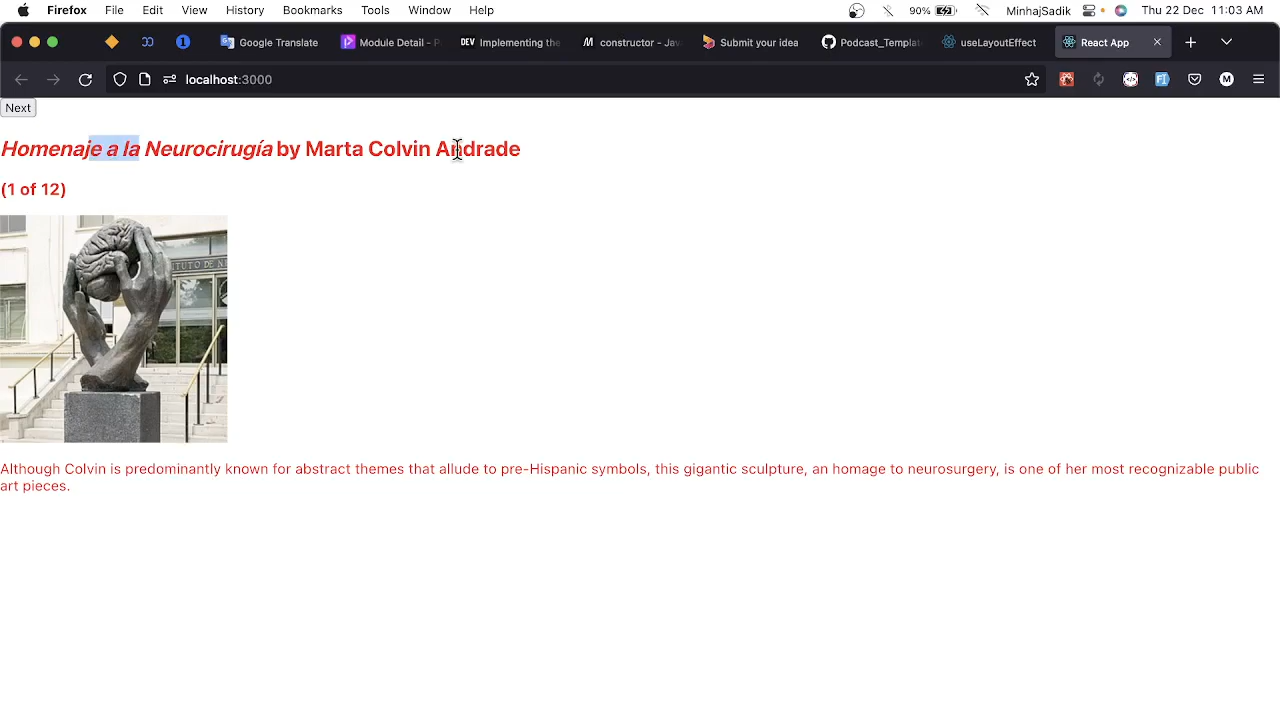 Firefox File Edit View History Bookmarks Tools Window Help 90% MinhajSadik Thu 22 Dec 11:03 AM
Google Translate Module Detail - P DEV Implementing the M constructor - Jav Submit your idea Podcast_Templat useLayoutEffect React App
localhost:3000
Next
Homenaje a la Neurocirugía by Marta Colvin Andrade
(1 of 12)
TUTO DE N
Although Colvin is predominantly known for abstract themes that allude to pre-Hispanic symbols, this gigantic sculpture, an homage to neurosurgery, is one of her most recognizable public
art pieces.